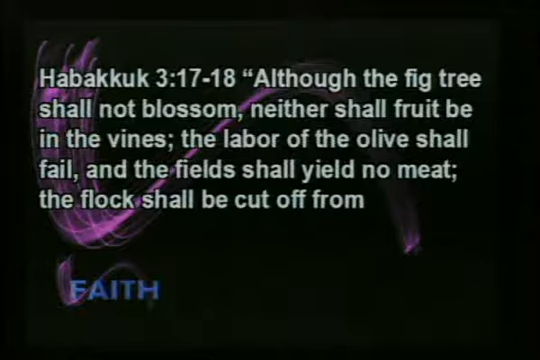 Habakkuk 3:17-18 “Although the fig tree
shall not blossom, neither shall fruit be
in the vines; the labor of the olive shall
fail, and the fields shall yield no meat;
the flock shall be cut off from
FAITH